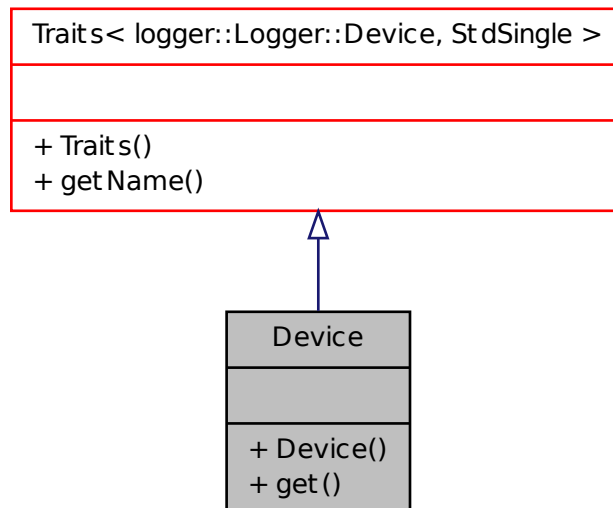 Traits< logger::Logger::Device, StdSingle >
+ Traits()
+ getName()
Device
+ Device()
+ get()